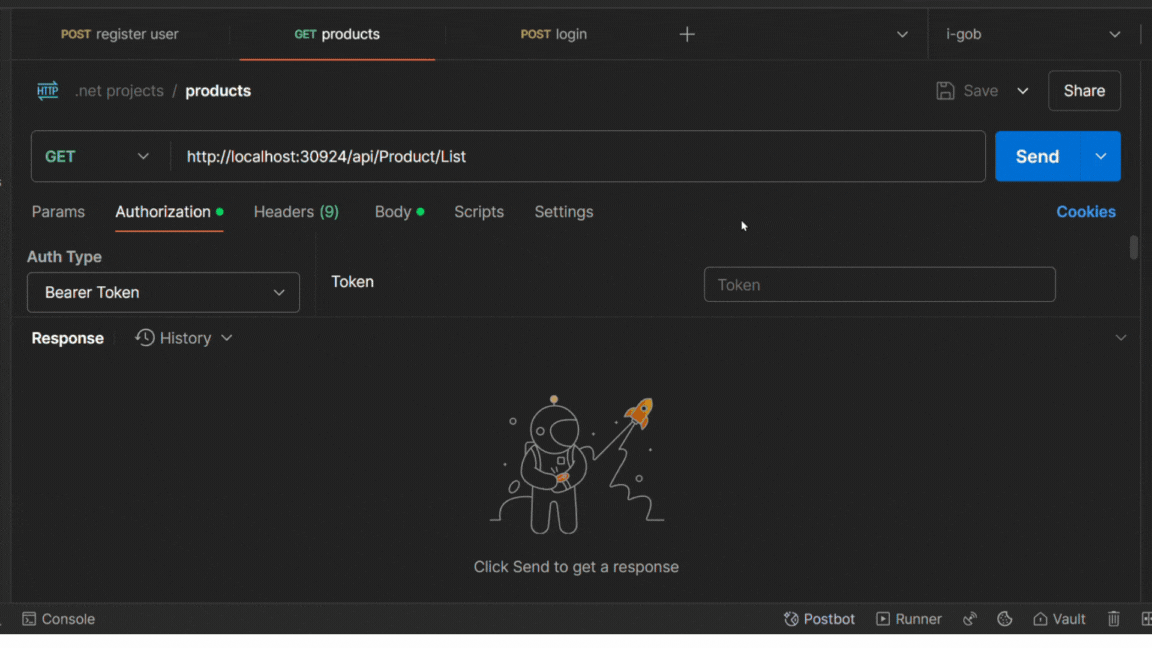 POST register user GET products POST login + i-gob
HTTP .net projects / products Save Share
GET http://localhost:30924/api/Product/List Send
Params Authorization Headers (9) Body Scripts Settings Cookies
Auth Type
Bearer Token
Token
Token
Response History
Click Send to get a response
Console Postbot Runner Vault